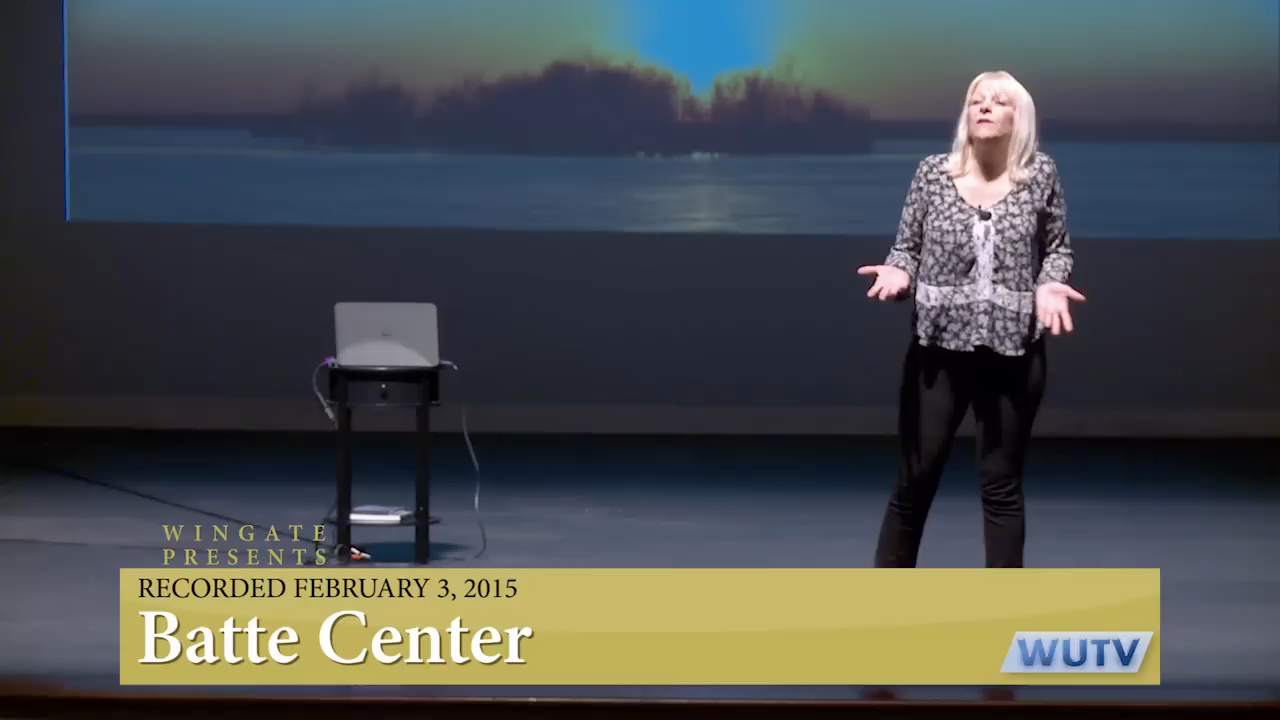 WINGATE
PRESENTS
RECORDED FEBRUARY 3, 2015
Batte Center
WUTV